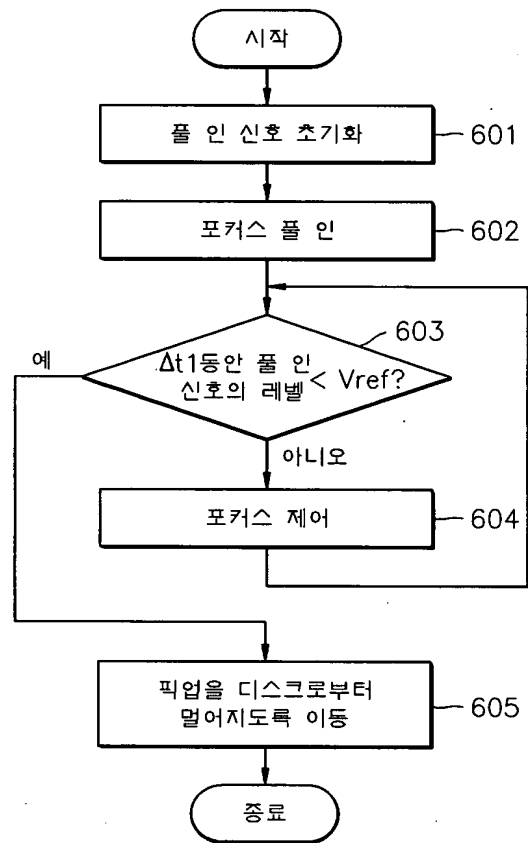 시작
풀 인 신호 초기화
601
포커스 풀 인
602
603
예
Δt1동안 풀 인
신호의 레벨 < Vref?
아니오
포커스 제어
604
픽업을 디스크로부터
멀어지도록 이동
605
종료